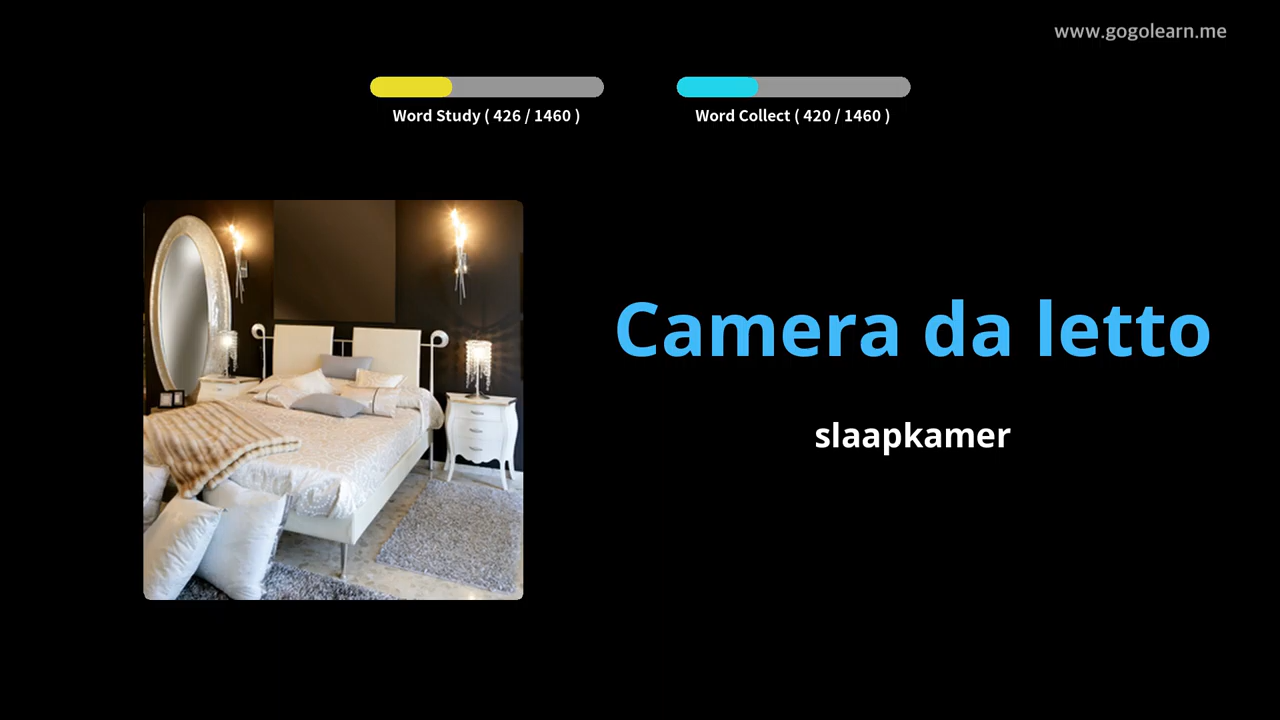 www.gogolearn.me
Word Study ( 426 / 1460 )
Word Collect ( 420 / 1460 )
Camera da letto
slaapkamer